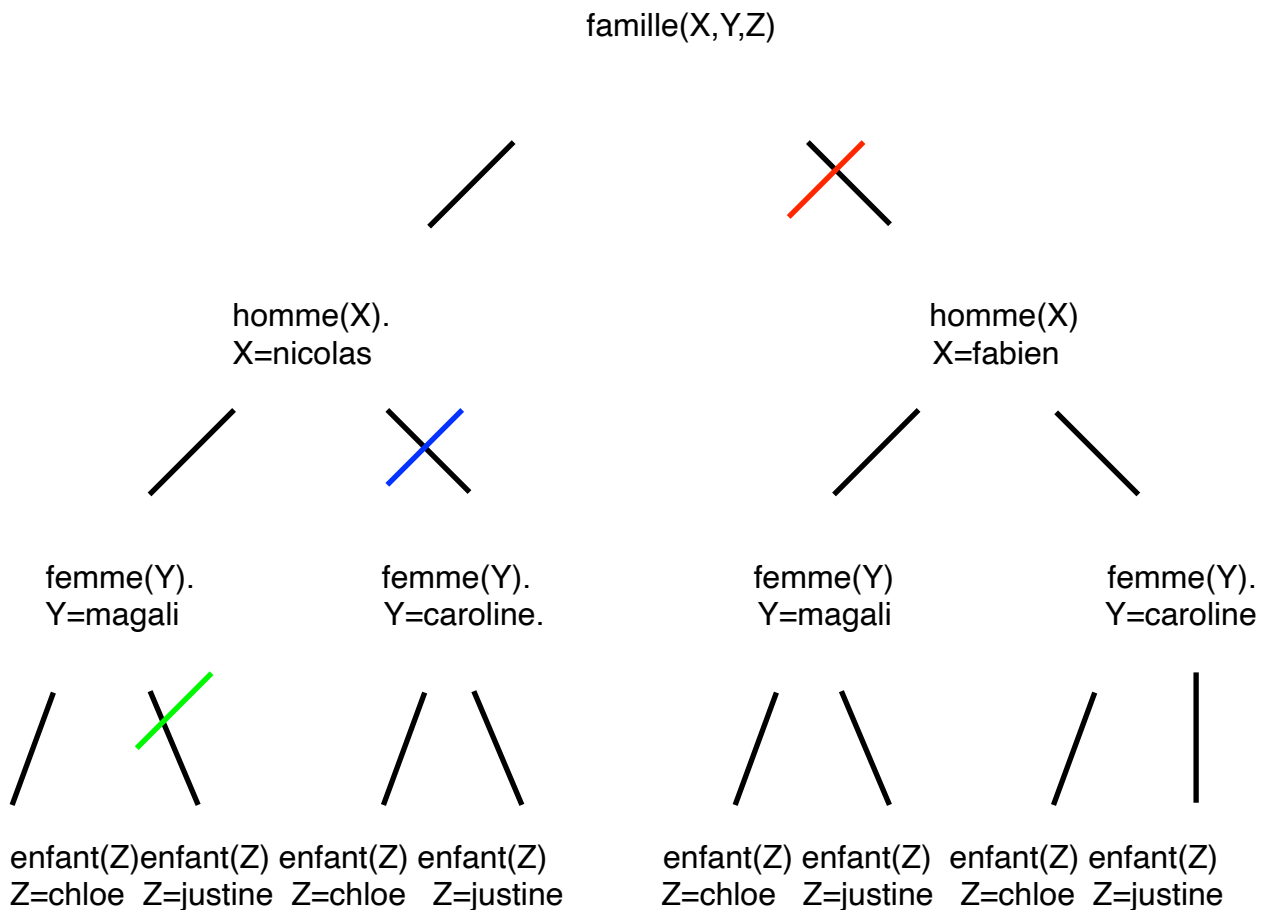 famille(X,Y,Z)
homme(X). homme(X)
X=nicolas X=fabien
femme(Y). femme(Y). femme(Y) femme(Y).
Y=magali Y=caroline. Y=magali Y=caroline
enfant(Z) enfant(Z) enfant(Z) enfant(Z) enfant(Z) enfant(Z) enfant(Z) enfant(Z)
Z=chloe Z=justine Z=chloe Z=justine Z=chloe Z=justine Z=chloe Z=justine